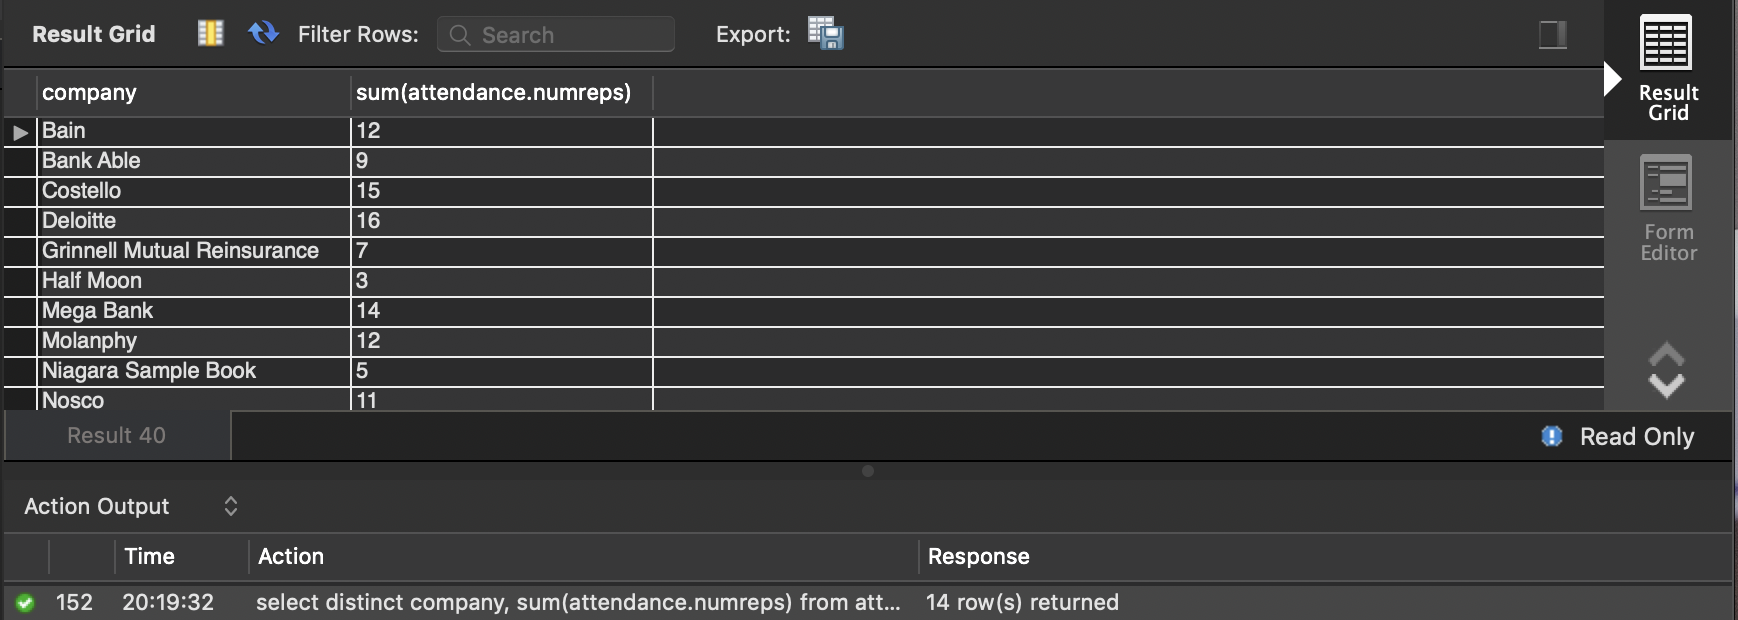 Result Grid Filter Rows: Search Export:
company sum(attendance.numreps)
Bain 12
Bank Able 9
Costello 15
Deloitte 16
Grinnell Mutual Reinsurance 7
Half Moon 3
Mega Bank 14
Molanphy 12
Niagara Sample Book 5
Nosco 11
Result
Grid
Form
Editor
Result 40 Read Only
Action Output
Time Action Response
152 20:19:32 select distinct company, sum(attendance.numreps) from att... 14 row(s) returned